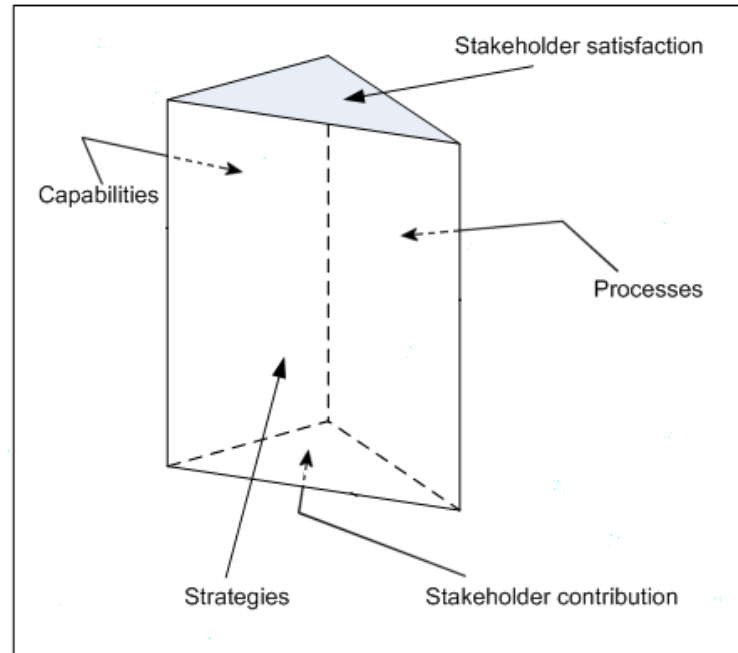 Stakeholder satisfaction
Capabilities
Processes
Strategies
Stakeholder contribution